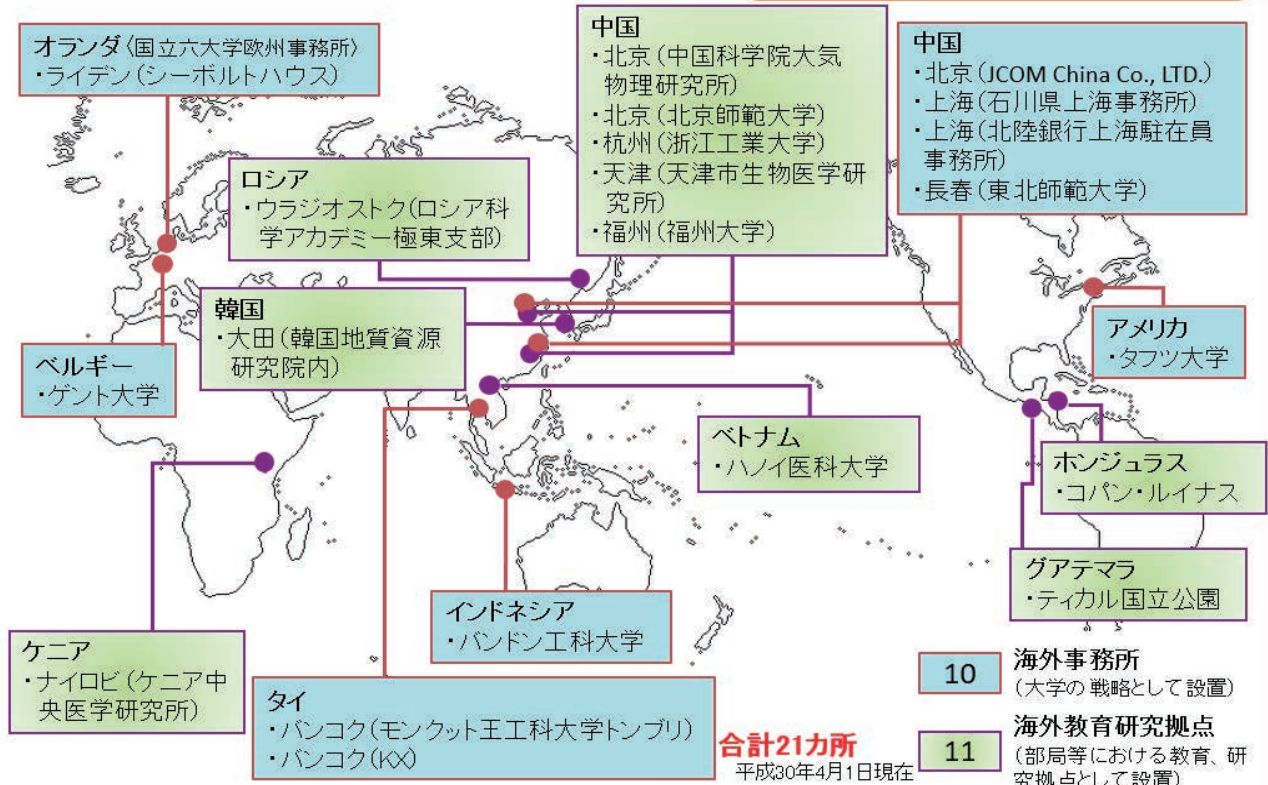 オランダ〈国立六大学欧州事務所〉
・ライデン(シーボルトハウス)
中国
・北京(中国科学院大気
物理研究所)
・北京(北京師範大学)
・杭州(浙江工業大学)
・天津(天津市生物医学研
究所)
・福州(福州大学)
中国
・北京(JCOM China Co., LTD.)
・上海(石川県上海事務所)
・上海(北陸銀行上海駐在員
事務所)
・長春(東北師範大学)
ロシア
・ウラジオストク(ロシア科
学アカデミー極東支部)
韓国
・大田(韓国地質資源
研究院内)
ベルギー
・ゲント大学
アメリカ
・タフツ大学
ベトナム
・ハノイ医科大学
ホンジュラス
・コパン・ルイナス
グアテマラ
・ティカル国立公園
インドネシア
・バンドン工科大学
ケニア
・ナイロビ(ケニア中
央医学研究所)
タイ
・バンコク(モンクット王工科大学トンブリ)
・バンコク(KX)
合計21カ所
平成30年4月1日現在
10
海外事務所
(大学の戦略として設置)
11
海外教育研究拠点
(部局等における教育、研
究拠点として設置)